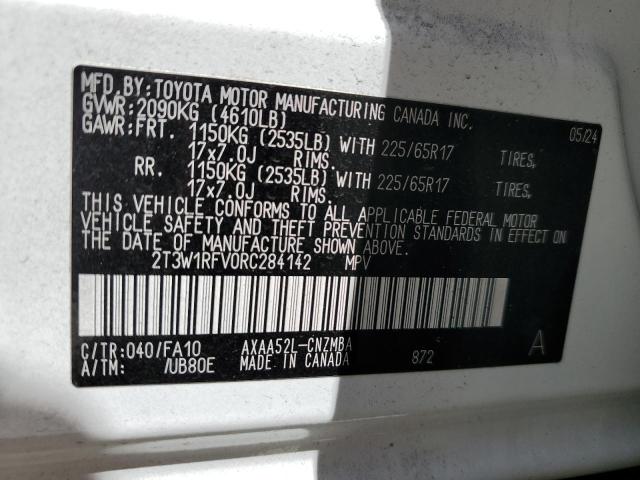 MFD.BY:TOYOTA MOTOR MANUFACTURING CANADA INC. 05/24
GVWR:2090KG (4610LB)
GAWR:FRT. 1150KG (2535LB) WITH 225/65R17 TIRES,
17x7.0J RIMS.
RR. 1150KG (2535LB) WITH 225/65R17 TIRES,
17x7.0J RIMS.
THIS VEHICLE CONFORMS TO ALL APPLICABLE FEDERAL MOTOR
VEHICLE SAFETY AND THEFT PREVENTION STANDARDS IN EFFECT ON
THE DATE OF MANUFACTURE SHOWN ABOVE.
2T3W1RFV0RC284142 MPV
C/TR:040/FA10 AXAA52L-CNZMBA 872 A
A/TM: /UB80E MADE IN CANADA